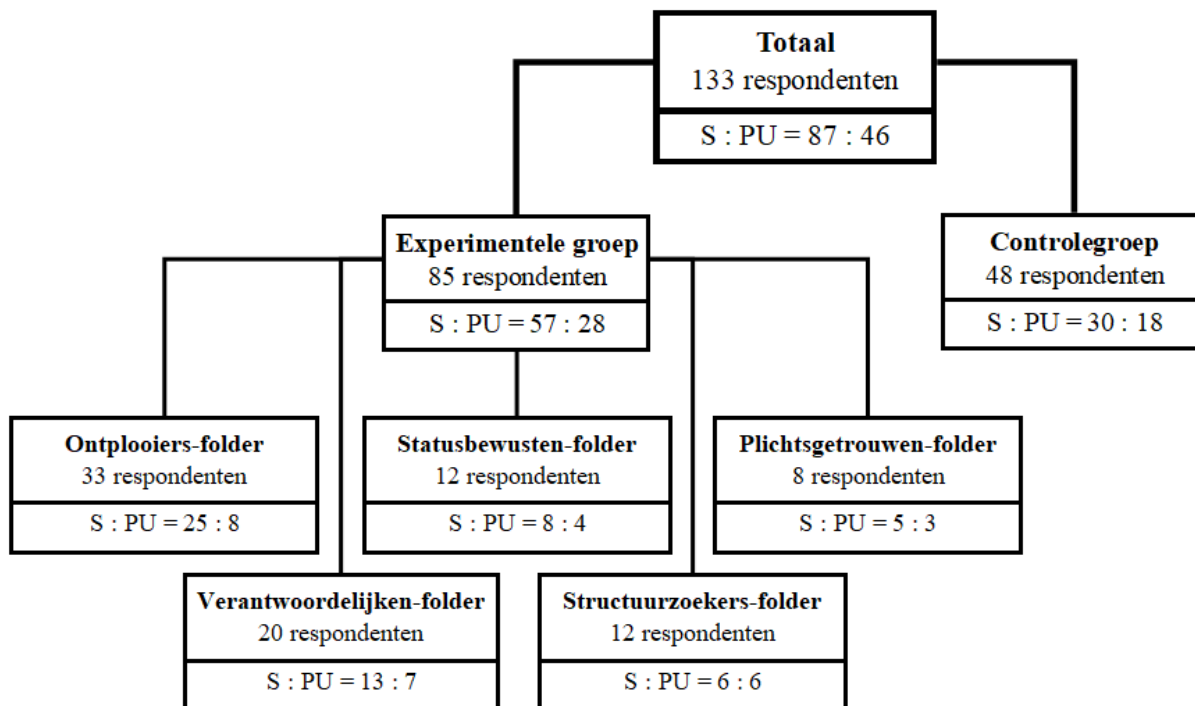 Totaal
133 respondenten
S : PU = 87 : 46
Experimentele groep
85 respondenten
S : PU = 57 : 28
Controlegroep
48 respondenten
S : PU = 30 : 18
Ontplooiers-folder
33 respondenten
S : PU = 25 : 8
Statusbewusten-folder
12 respondenten
S : PU = 8 : 4
Plichtsgetrouwen-folder
8 respondenten
S : PU = 5 : 3
Verantwoordelijken-folder
20 respondenten
S : PU = 13 : 7
Structuurzoekers-folder
12 respondenten
S : PU = 6 : 6